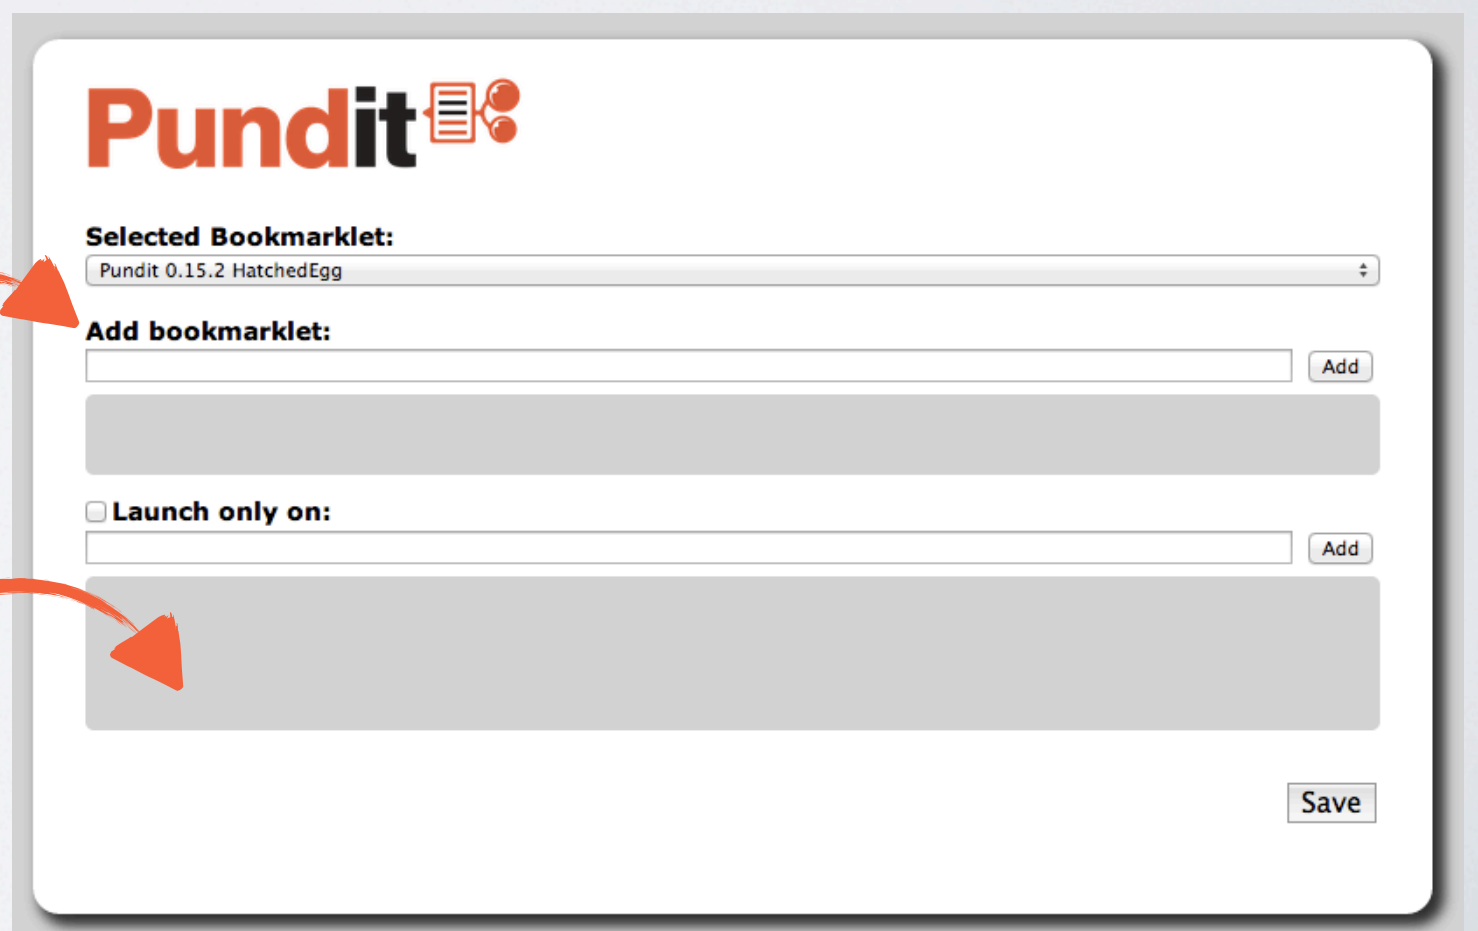 Pundit
Selected Bookmarklet:
Pundit 0.15.2 HatchedEgg
Add bookmarklet:
Add
Launch only on:
Add
Save